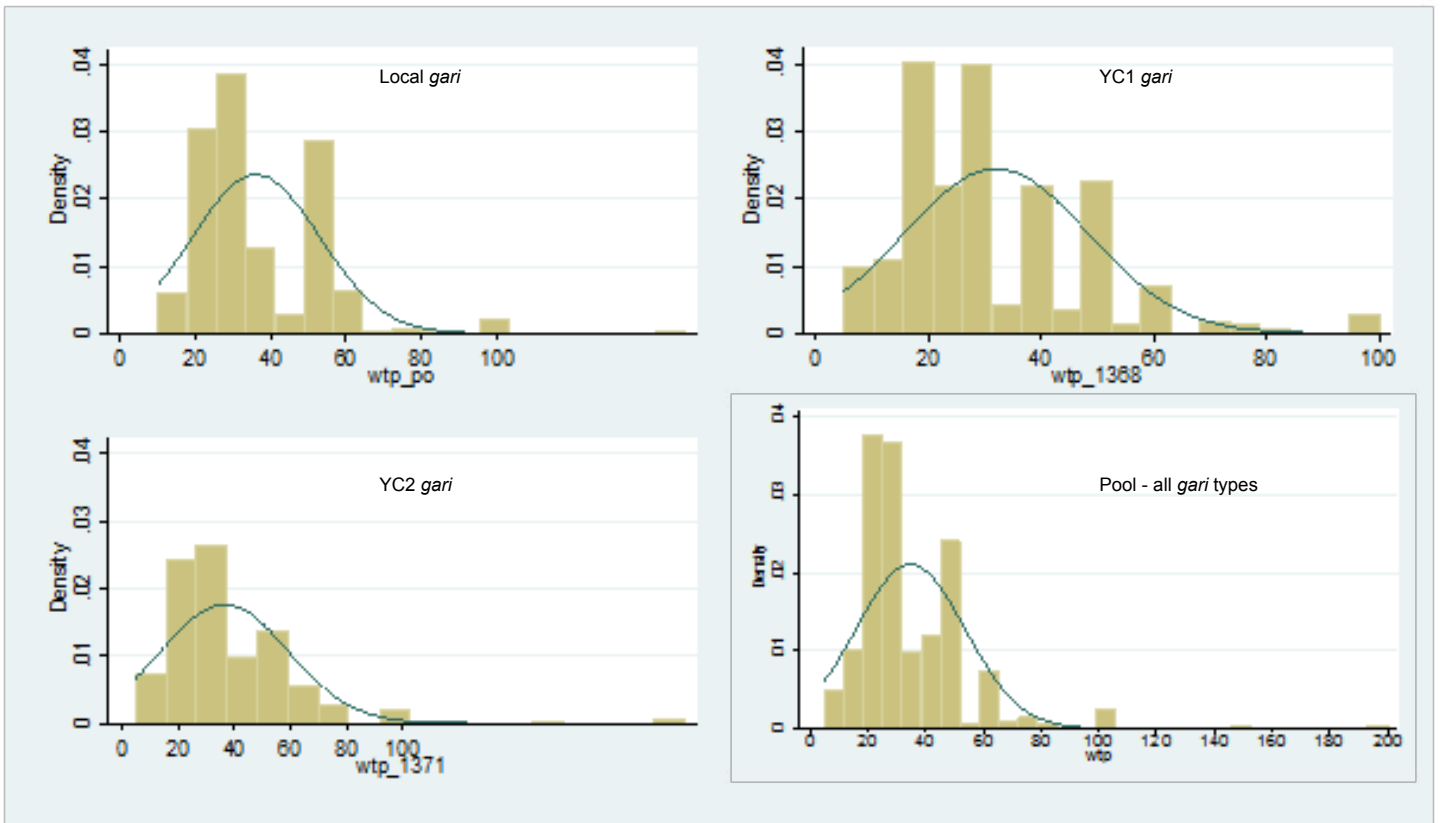 Local gari
.04
.03
.02
.01
0
Density
0 20 40 60 80 100
wtp_po
YC1 gari
.04
.03
.02
.01
0
Density
0 20 40 60 80 100
wtp_1368
YC2 gari
.04
.03
.02
.01
0
Density
0 20 40 60 80 100
wtp_1371
Pool - all gari types
.04
.03
.02
.01
0
Density
0 20 40 60 80 100 120 140 160 180 200
wtp